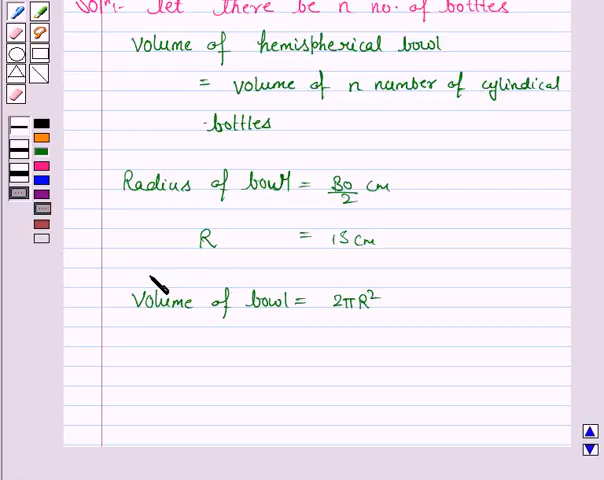 Soln:- let there be n no. of bottles
Volume of hemispherical bowl
= volume of n number of cylindical
bottles
Radius of bowl = 30/2 cm
R = 15 cm
Volume of bowl = 2πR²